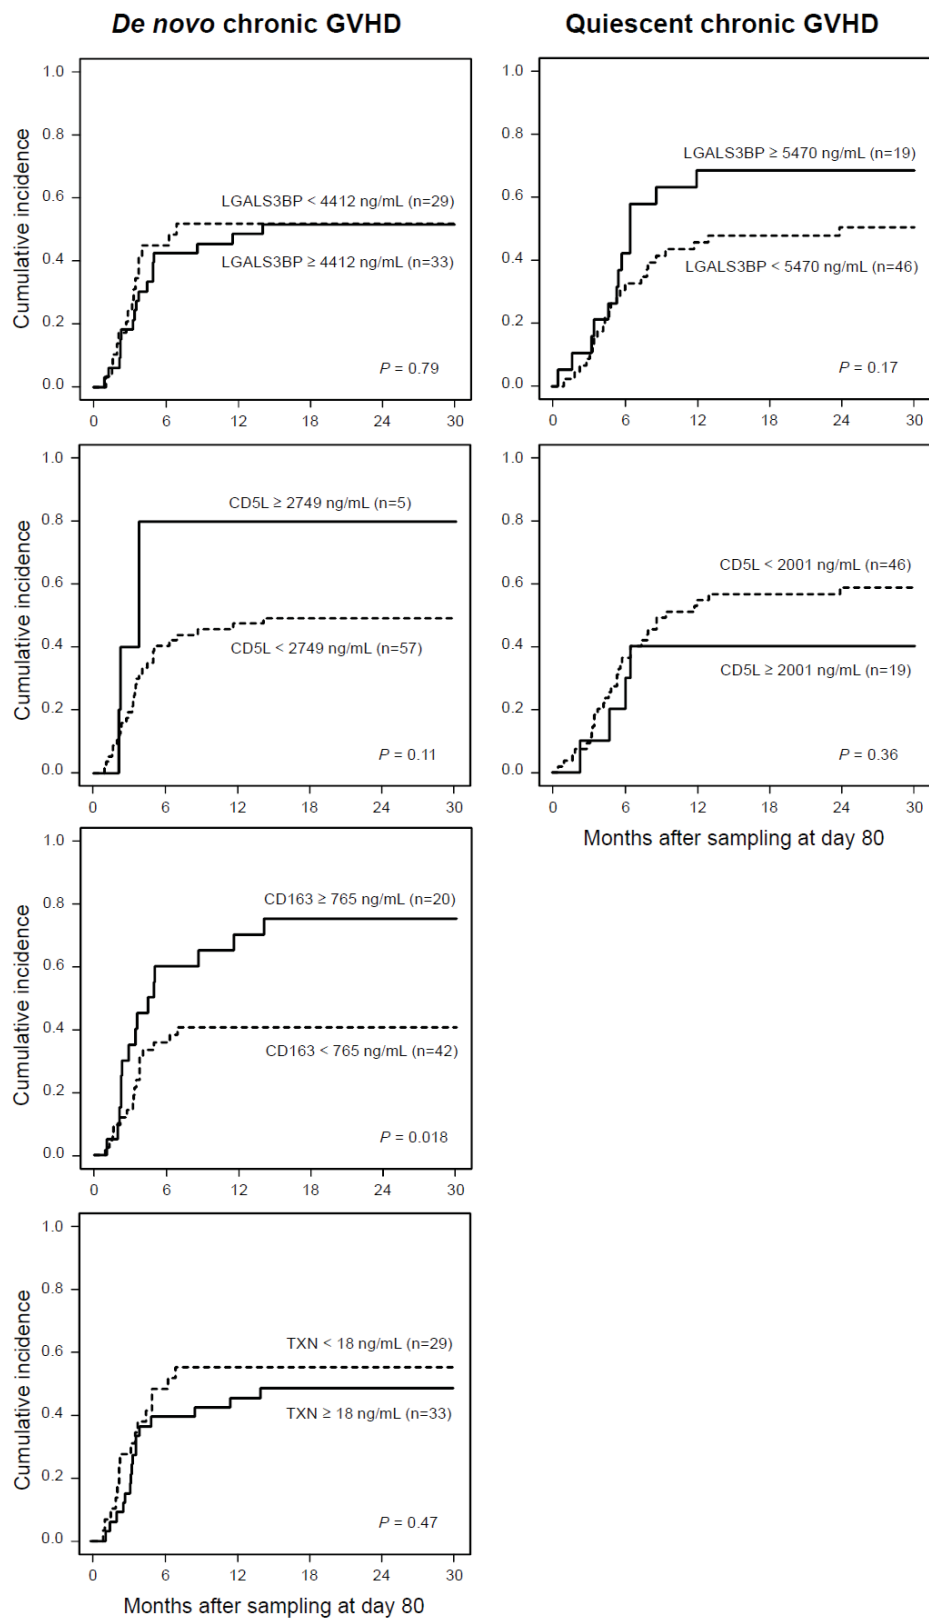 De novo chronic GVHD
Quiescent chronic GVHD
Cumulative incidence
1.0
0.8
0.6
0.4
0.2
0.0
LGALS3BP < 4412 ng/mL (n=29)
LGALS3BP ≥ 4412 ng/mL (n=33)
P = 0.79
0 6 12 18 24 30
1.0
0.8
0.6
0.4
0.2
0.0
LGALS3BP ≥ 5470 ng/mL (n=19)
LGALS3BP < 5470 ng/mL (n=46)
P = 0.17
0 6 12 18 24 30
Cumulative incidence
1.0
0.8
0.6
0.4
0.2
0.0
CD5L ≥ 2749 ng/mL (n=5)
CD5L < 2749 ng/mL (n=57)
P = 0.11
0 6 12 18 24 30
1.0
0.8
0.6
0.4
0.2
0.0
CD5L < 2001 ng/mL (n=46)
CD5L ≥ 2001 ng/mL (n=19)
P = 0.36
0 6 12 18 24 30
Months after sampling at day 80
Cumulative incidence
1.0
0.8
0.6
0.4
0.2
0.0
CD163 ≥ 765 ng/mL (n=20)
CD163 < 765 ng/mL (n=42)
P = 0.018
0 6 12 18 24 30
Cumulative incidence
1.0
0.8
0.6
0.4
0.2
0.0
TXN < 18 ng/mL (n=29)
TXN ≥ 18 ng/mL (n=33)
P = 0.47
0 6 12 18 24 30
Months after sampling at day 80